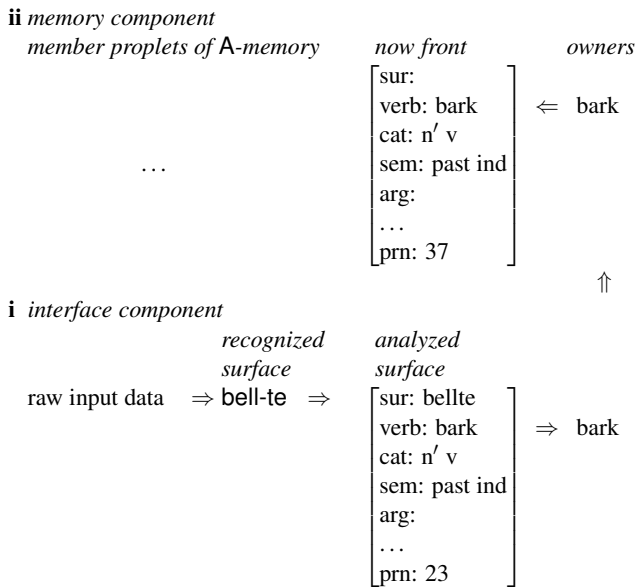 ii memory component
member proplets of A-memory now front owners
sur:
verb: bark ⇐ bark
cat: n′ v
... sem: past ind
arg:
...
prn: 37
⇑
i interface component
recognized analyzed
surface surface
raw input data ⇒ bell-te ⇒ sur: bellte
verb: bark ⇒ bark
cat: n′ v
sem: past ind
arg:
...
prn: 23